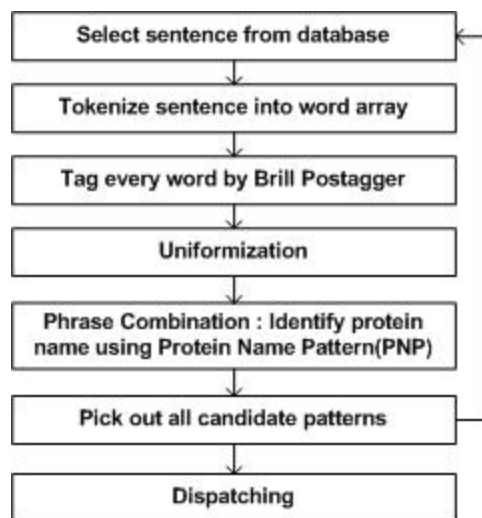 Select sentence from database
Tokenize sentence into word array
Tag every word by Brill Postagger
Uniformization
Phrase Combination : Identify protein
name using Protein Name Pattern(PNP)
Pick out all candidate patterns
Dispatching